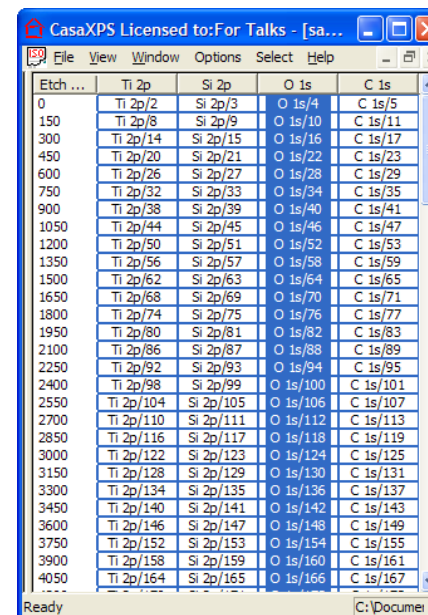 CasaXPS Licensed to:For Talks - [sa...
File View Window Options Select Help
Etch ... Ti 2p Si 2p O 1s C 1s
0 Ti 2p/2 Si 2p/3 O 1s/4 C 1s/5
150 Ti 2p/8 Si 2p/9 O 1s/10 C 1s/11
300 Ti 2p/14 Si 2p/15 O 1s/16 C 1s/17
450 Ti 2p/20 Si 2p/21 O 1s/22 C 1s/23
600 Ti 2p/26 Si 2p/27 O 1s/28 C 1s/29
750 Ti 2p/32 Si 2p/33 O 1s/34 C 1s/35
900 Ti 2p/38 Si 2p/39 O 1s/40 C 1s/41
1050 Ti 2p/44 Si 2p/45 O 1s/46 C 1s/47
1200 Ti 2p/50 Si 2p/51 O 1s/52 C 1s/53
1350 Ti 2p/56 Si 2p/57 O 1s/58 C 1s/59
1500 Ti 2p/62 Si 2p/63 O 1s/64 C 1s/65
1650 Ti 2p/68 Si 2p/69 O 1s/70 C 1s/71
1800 Ti 2p/74 Si 2p/75 O 1s/76 C 1s/77
1950 Ti 2p/80 Si 2p/81 O 1s/82 C 1s/83
2100 Ti 2p/86 Si 2p/87 O 1s/88 C 1s/89
2250 Ti 2p/92 Si 2p/93 O 1s/94 C 1s/95
2400 Ti 2p/98 Si 2p/99 O 1s/100 C 1s/101
2550 Ti 2p/104 Si 2p/105 O 1s/106 C 1s/107
2700 Ti 2p/110 Si 2p/111 O 1s/112 C 1s/113
2850 Ti 2p/116 Si 2p/117 O 1s/118 C 1s/119
3000 Ti 2p/122 Si 2p/123 O 1s/124 C 1s/125
3150 Ti 2p/128 Si 2p/129 O 1s/130 C 1s/131
3300 Ti 2p/134 Si 2p/135 O 1s/136 C 1s/137
3450 Ti 2p/140 Si 2p/141 O 1s/142 C 1s/143
3600 Ti 2p/146 Si 2p/147 O 1s/148 C 1s/149
3750 Ti 2p/152 Si 2p/153 O 1s/154 C 1s/155
3900 Ti 2p/158 Si 2p/159 O 1s/160 C 1s/161
4050 Ti 2p/164 Si 2p/165 O 1s/166 C 1s/167
Ready C:\Documen